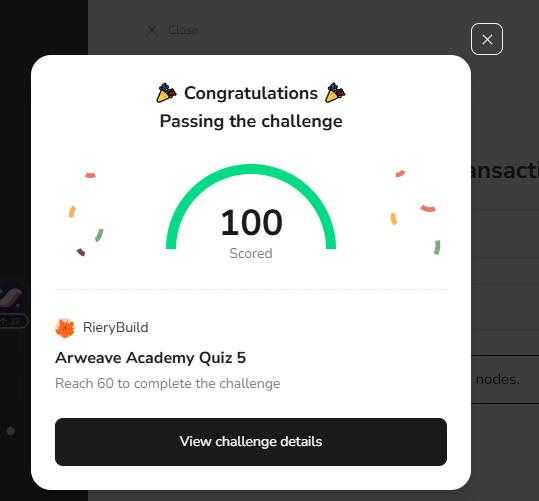 Close
Congratulations
Passing the challenge
ansacti
100
Scored
37
RieryBuild
Arweave Academy Quiz 5
Reach 60 to complete the challenge
nodes.
View challenge details